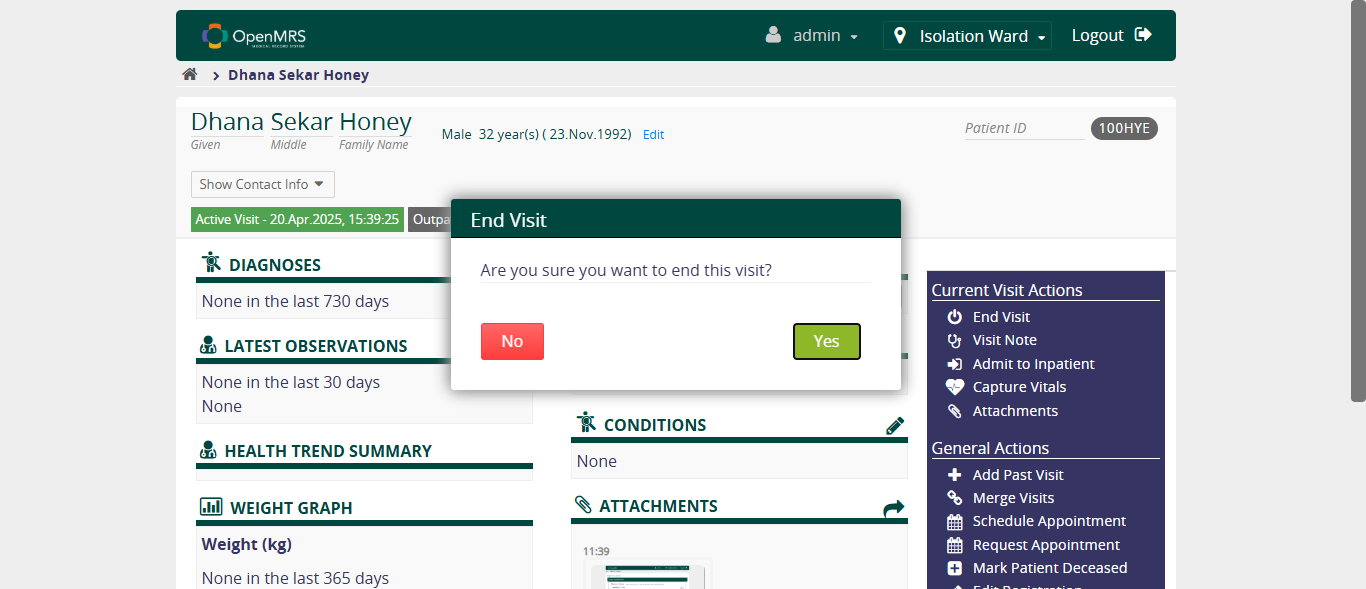 OpenMRS
MEDICAL RECORD SYSTEM
admin
Isolation Ward
Logout
Dhana Sekar Honey
Dhana Sekar Honey
Given Middle Family Name
Male 32 year(s) ( 23.Nov.1992) Edit
Patient ID 100HYE
Show Contact Info
Active Visit - 20.Apr.2025, 15:39:25 Outpa
End Visit
Are you sure you want to end this visit?
No Yes
DIAGNOSES
None in the last 730 days
LATEST OBSERVATIONS
None in the last 30 days
None
HEALTH TREND SUMMARY
WEIGHT GRAPH
Weight (kg)
None in the last 365 days
CONDITIONS
None
ATTACHMENTS
11:39
Current Visit Actions
End Visit
Visit Note
Admit to Inpatient
Capture Vitals
Attachments
General Actions
Add Past Visit
Merge Visits
Schedule Appointment
Request Appointment
Mark Patient Deceased
Edit Registration